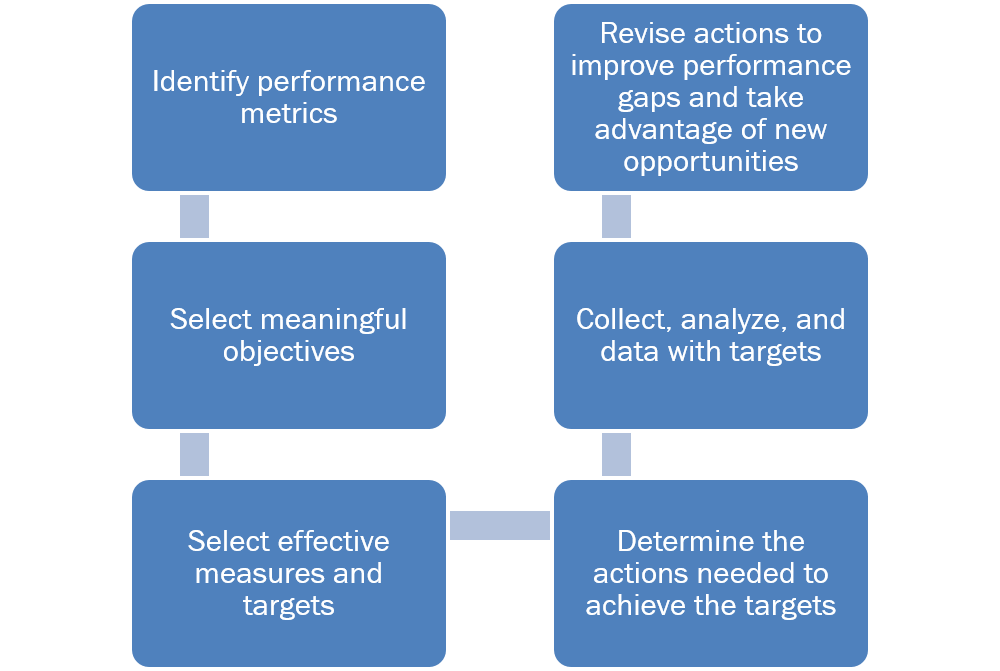 Identify performance
metrics
Select meaningful
objectives
Select effective
measures and
targets
Determine the
actions needed to
achieve the targets
Collect, analyze, and
data with targets
Revise actions to
improve performance
gaps and take
advantage of new
opportunities